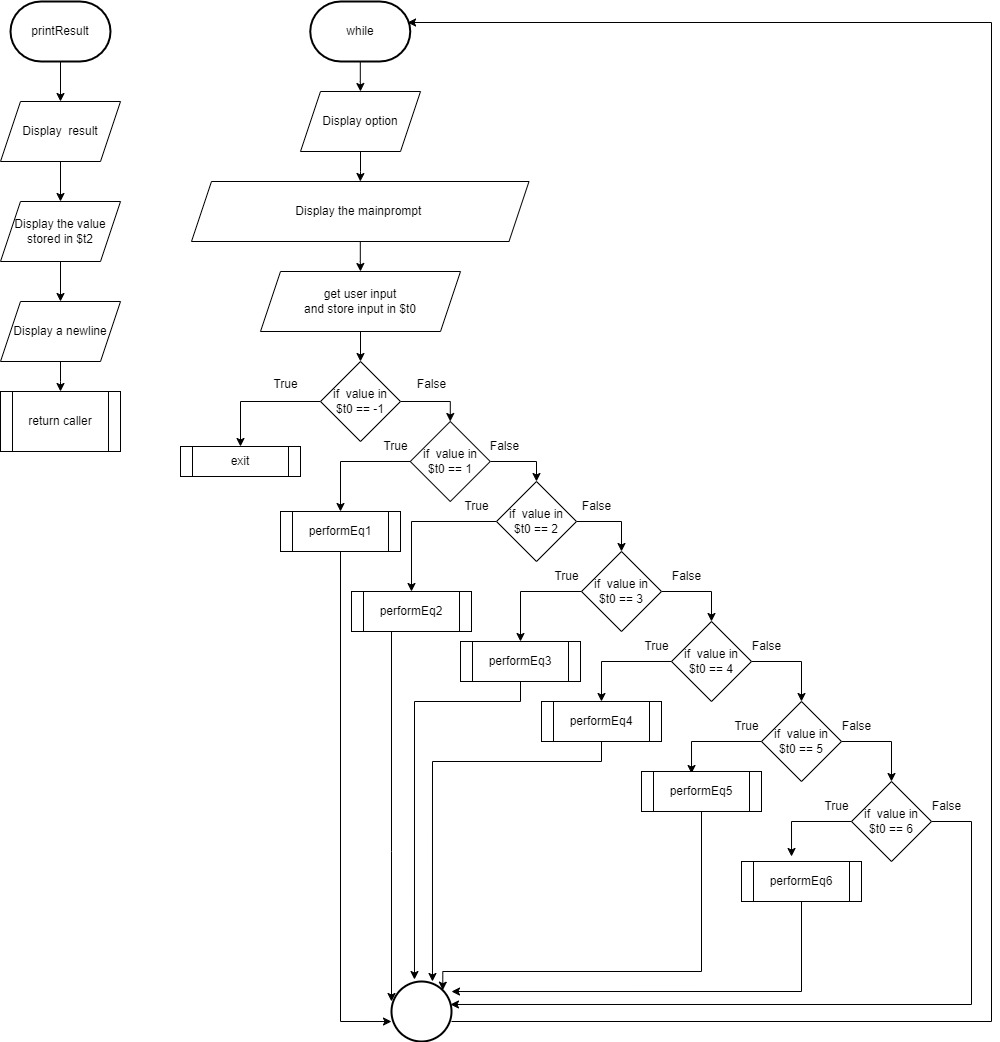 printResult
Display result
Display the value
stored in $t2
Display a newline
return caller
while
Display option
Display the mainprompt
get user input
and store input in $t0
True
False
if value in
$t0 == -1
exit
True
False
if value in
$t0 == 1
performEq1
True
False
if value in
$t0 == 2
performEq2
True
False
if value in
$t0 == 3
performEq3
True
False
if value in
$t0 == 4
performEq4
True
False
if value in
$t0 == 5
performEq5
True
False
if value in
$t0 == 6
performEq6